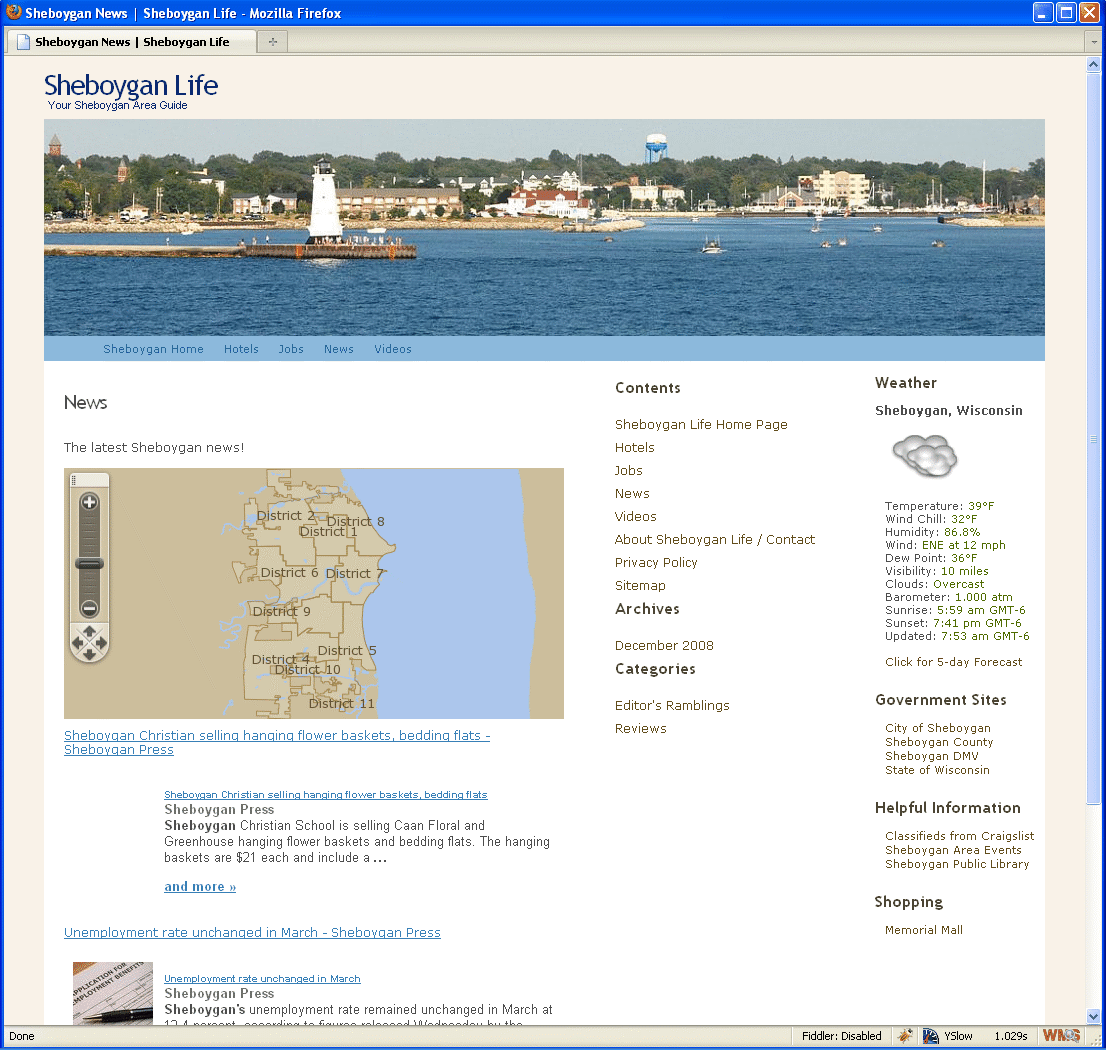 Sheboygan News | Sheboygan Life - Mozilla Firefox
Sheboygan News | Sheboygan Life
Sheboygan Life
Your Sheboygan Area Guide
Sheboygan Home Hotels Jobs News Videos
News
The latest Sheboygan news!
District 2
District 8
District 1
District 6
District 7
District 9
District 5
District 4
District 10
District 11
Sheboygan Christian selling hanging flower baskets, bedding flats -
Sheboygan Press
Sheboygan Christian selling hanging flower baskets, bedding flats
Sheboygan Press
Sheboygan Christian School is selling Caan Floral and
Greenhouse hanging flower baskets and bedding flats. The hanging
baskets are $21 each and include a ...
and more »
Unemployment rate unchanged in March - Sheboygan Press
APPLICATION FOR
EMPLOYMENT BENEFITS
Unemployment rate unchanged in March
Sheboygan Press
Sheboygan's unemployment rate remained unchanged in March at
12.4 percent, according to figures released Wednesday by the
Contents
Sheboygan Life Home Page
Hotels
Jobs
News
Videos
About Sheboygan Life / Contact
Privacy Policy
Sitemap
Archives
December 2008
Categories
Editor's Ramblings
Reviews
Weather
Sheboygan, Wisconsin
Temperature: 39°F
Wind Chill: 32°F
Humidity: 86.8%
Wind: ENE at 12 mph
Dew Point: 36°F
Visibility: 10 miles
Clouds: Overcast
Barometer: 1.000 atm
Sunrise: 5:59 am GMT-6
Sunset: 7:41 pm GMT-6
Updated: 7:53 am GMT-6
Click for 5-day Forecast
Government Sites
City of Sheboygan
Sheboygan County
Sheboygan DMV
State of Wisconsin
Helpful Information
Classifieds from Craigslist
Sheboygan Area Events
Sheboygan Public Library
Shopping
Memorial Mall
Done
Fiddler: Disabled
YSlow
1.029s
WMS